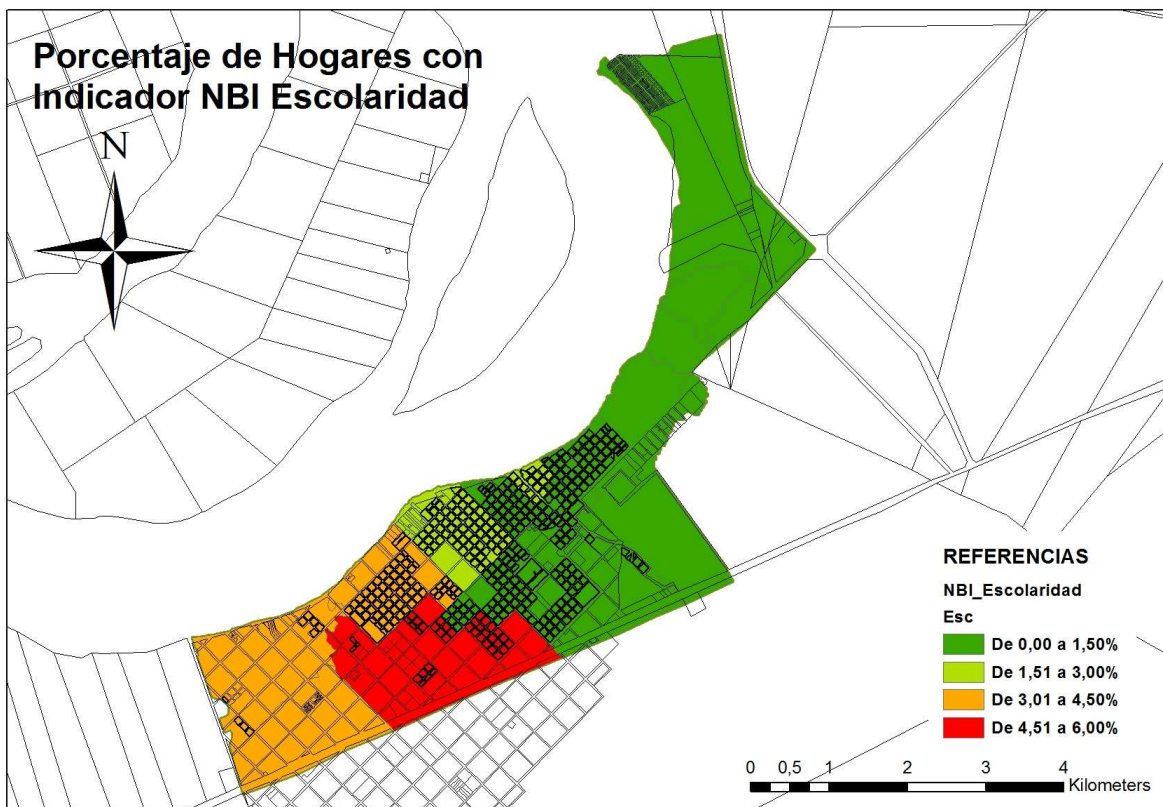 Porcentaje de Hogares con
Indicador NBI Escolaridad
N
REFERENCIAS
NBI_Escolaridad
Esc
De 0,00 a 1,50%
De 1,51 a 3,00%
De 3,01 a 4,50%
De 4,51 a 6,00%
0 0,5 1 2 3 4
Kilometers